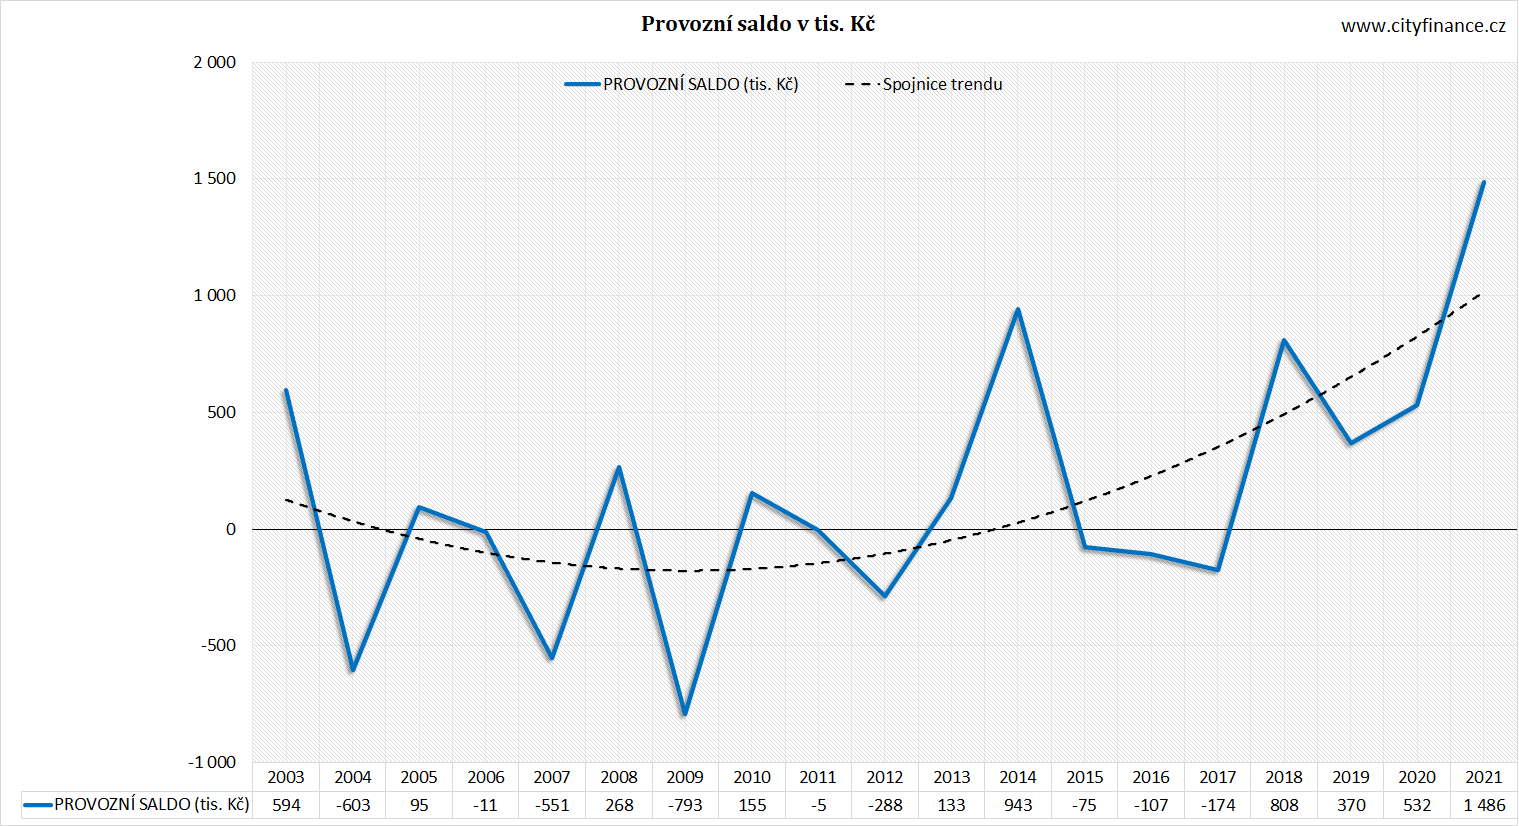 Provozní saldo v tis. Kč
www.cityfinance.cz
PROVOZNÍ SALDO (tis. Kč) Spojnice trendu
2 000
1 500
1 000
500
0
-500
-1 000
2003 2004 2005 2006 2007 2008 2009 2010 2011 2012 2013 2014 2015 2016 2017 2018 2019 2020 2021
PROVOZNÍ SALDO (tis. Kč) 594 -603 95 -11 -551 268 -793 155 -5 -288 133 943 -75 -107 -174 808 370 532 1 486